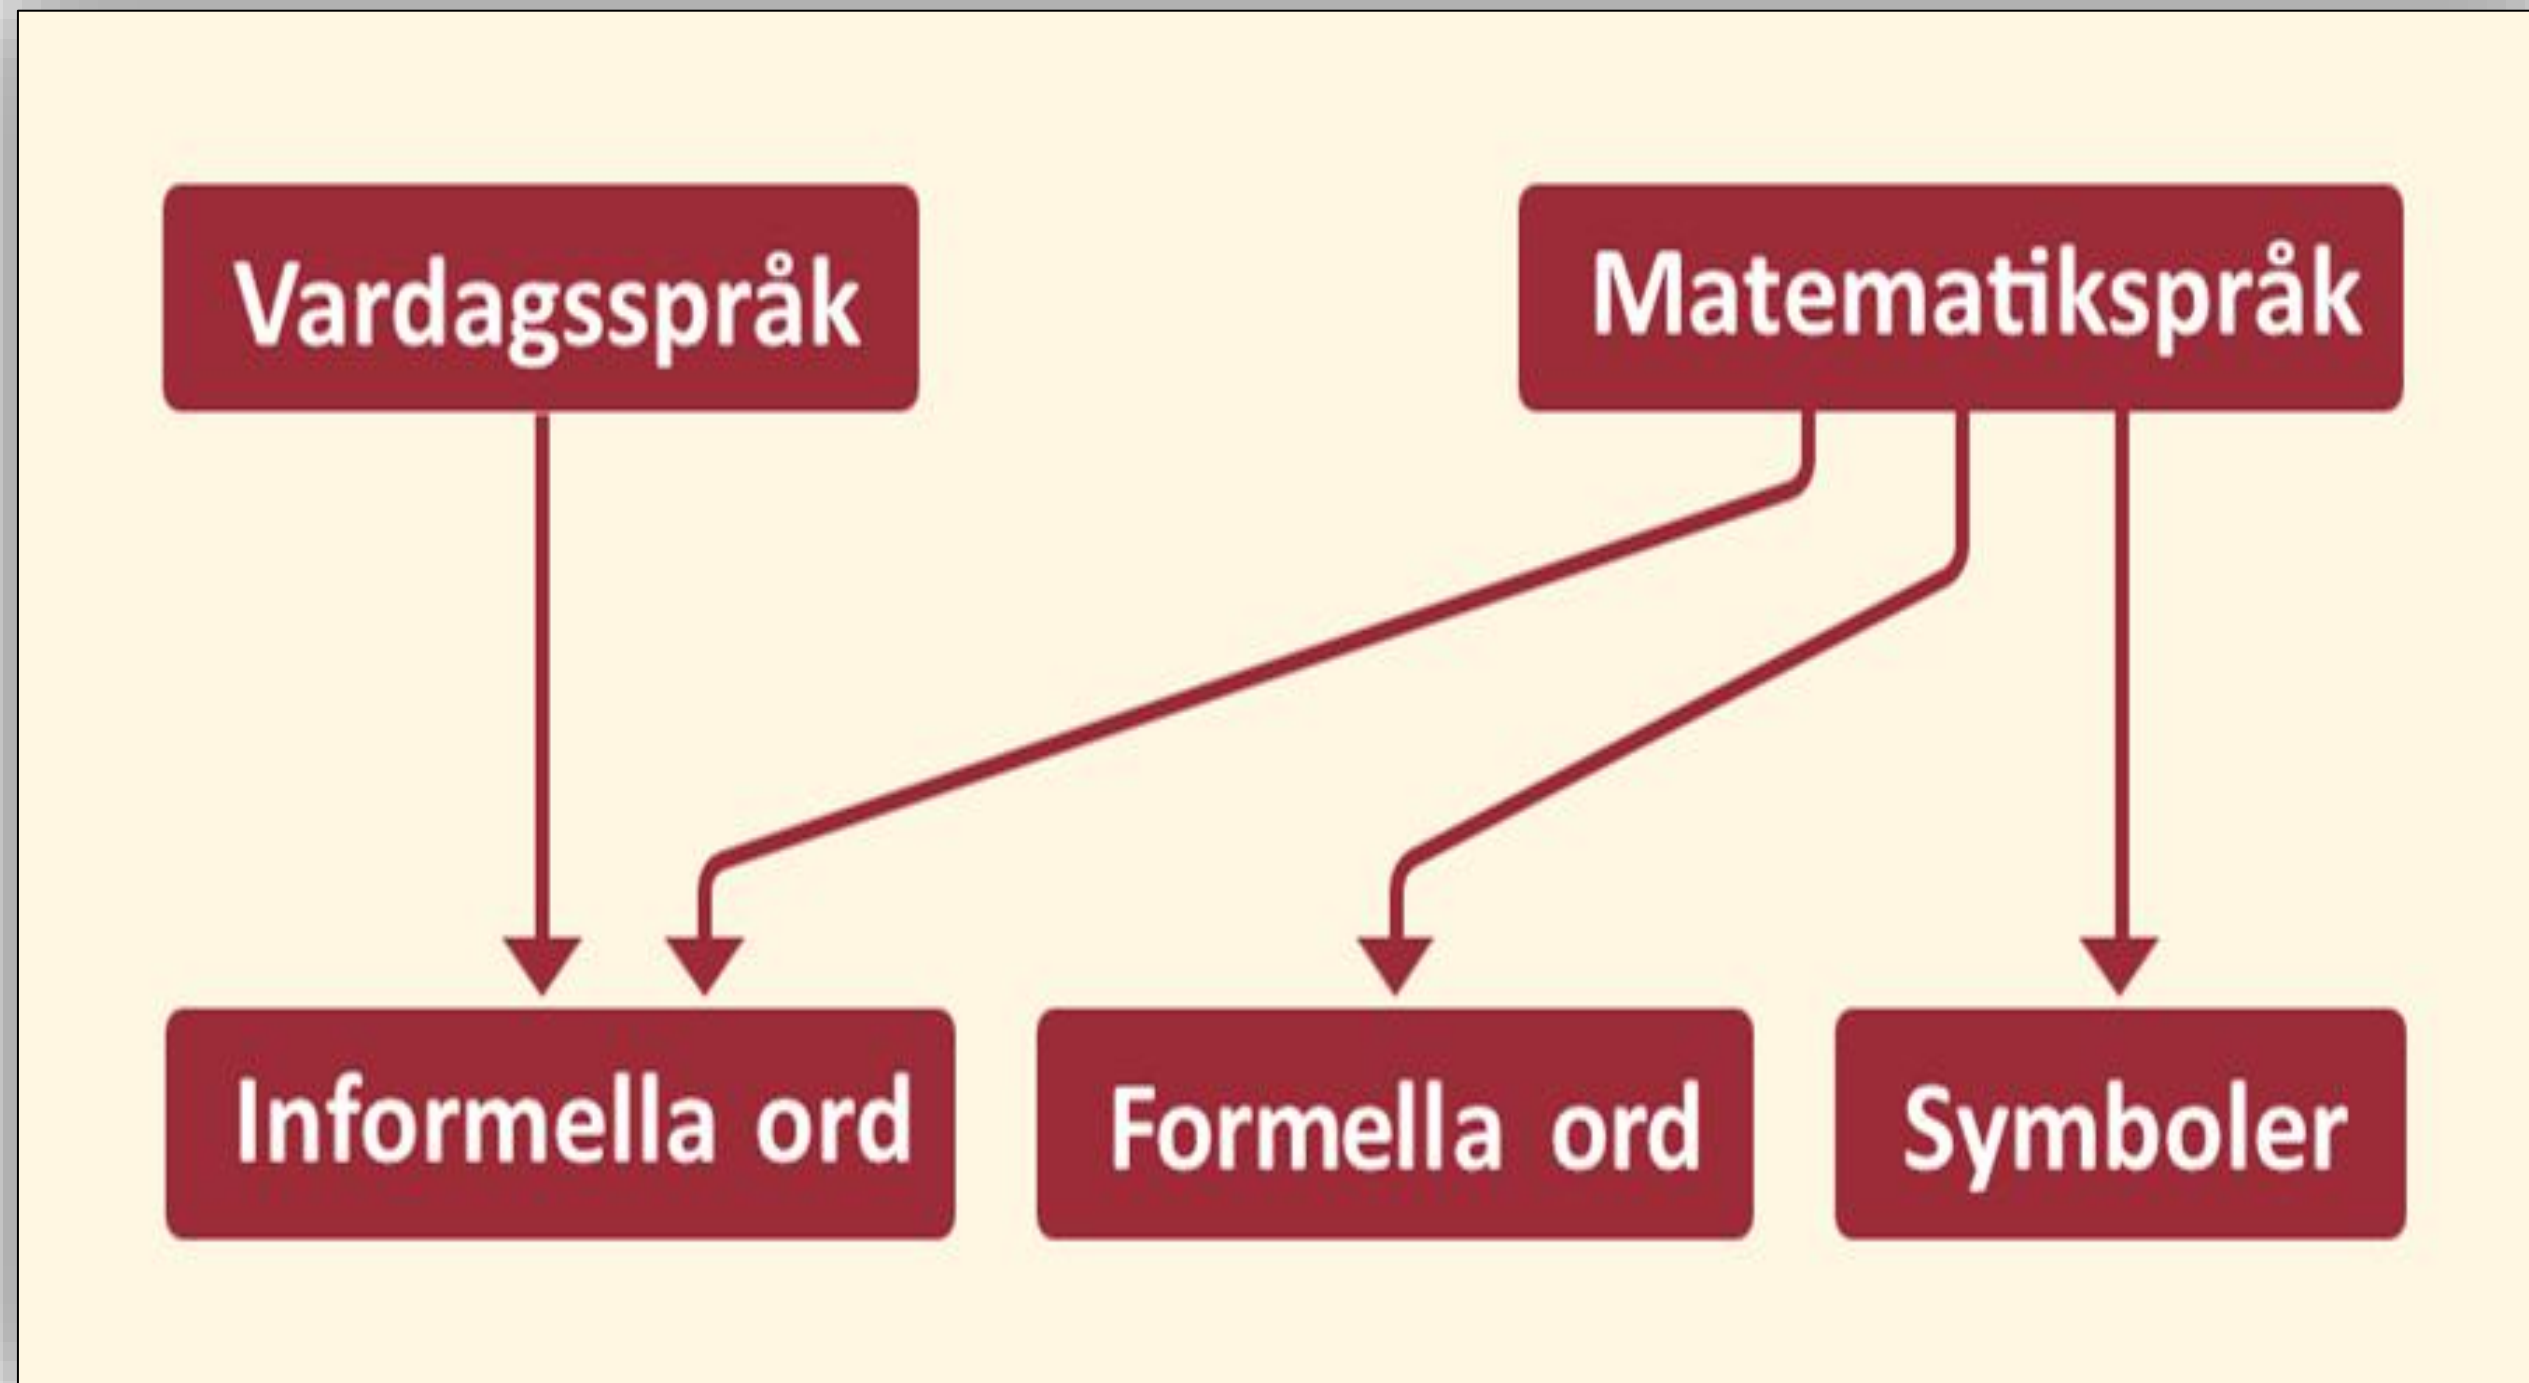 Vardagsspråk
Matematikspråk
Informella ord
Formella ord
Symboler